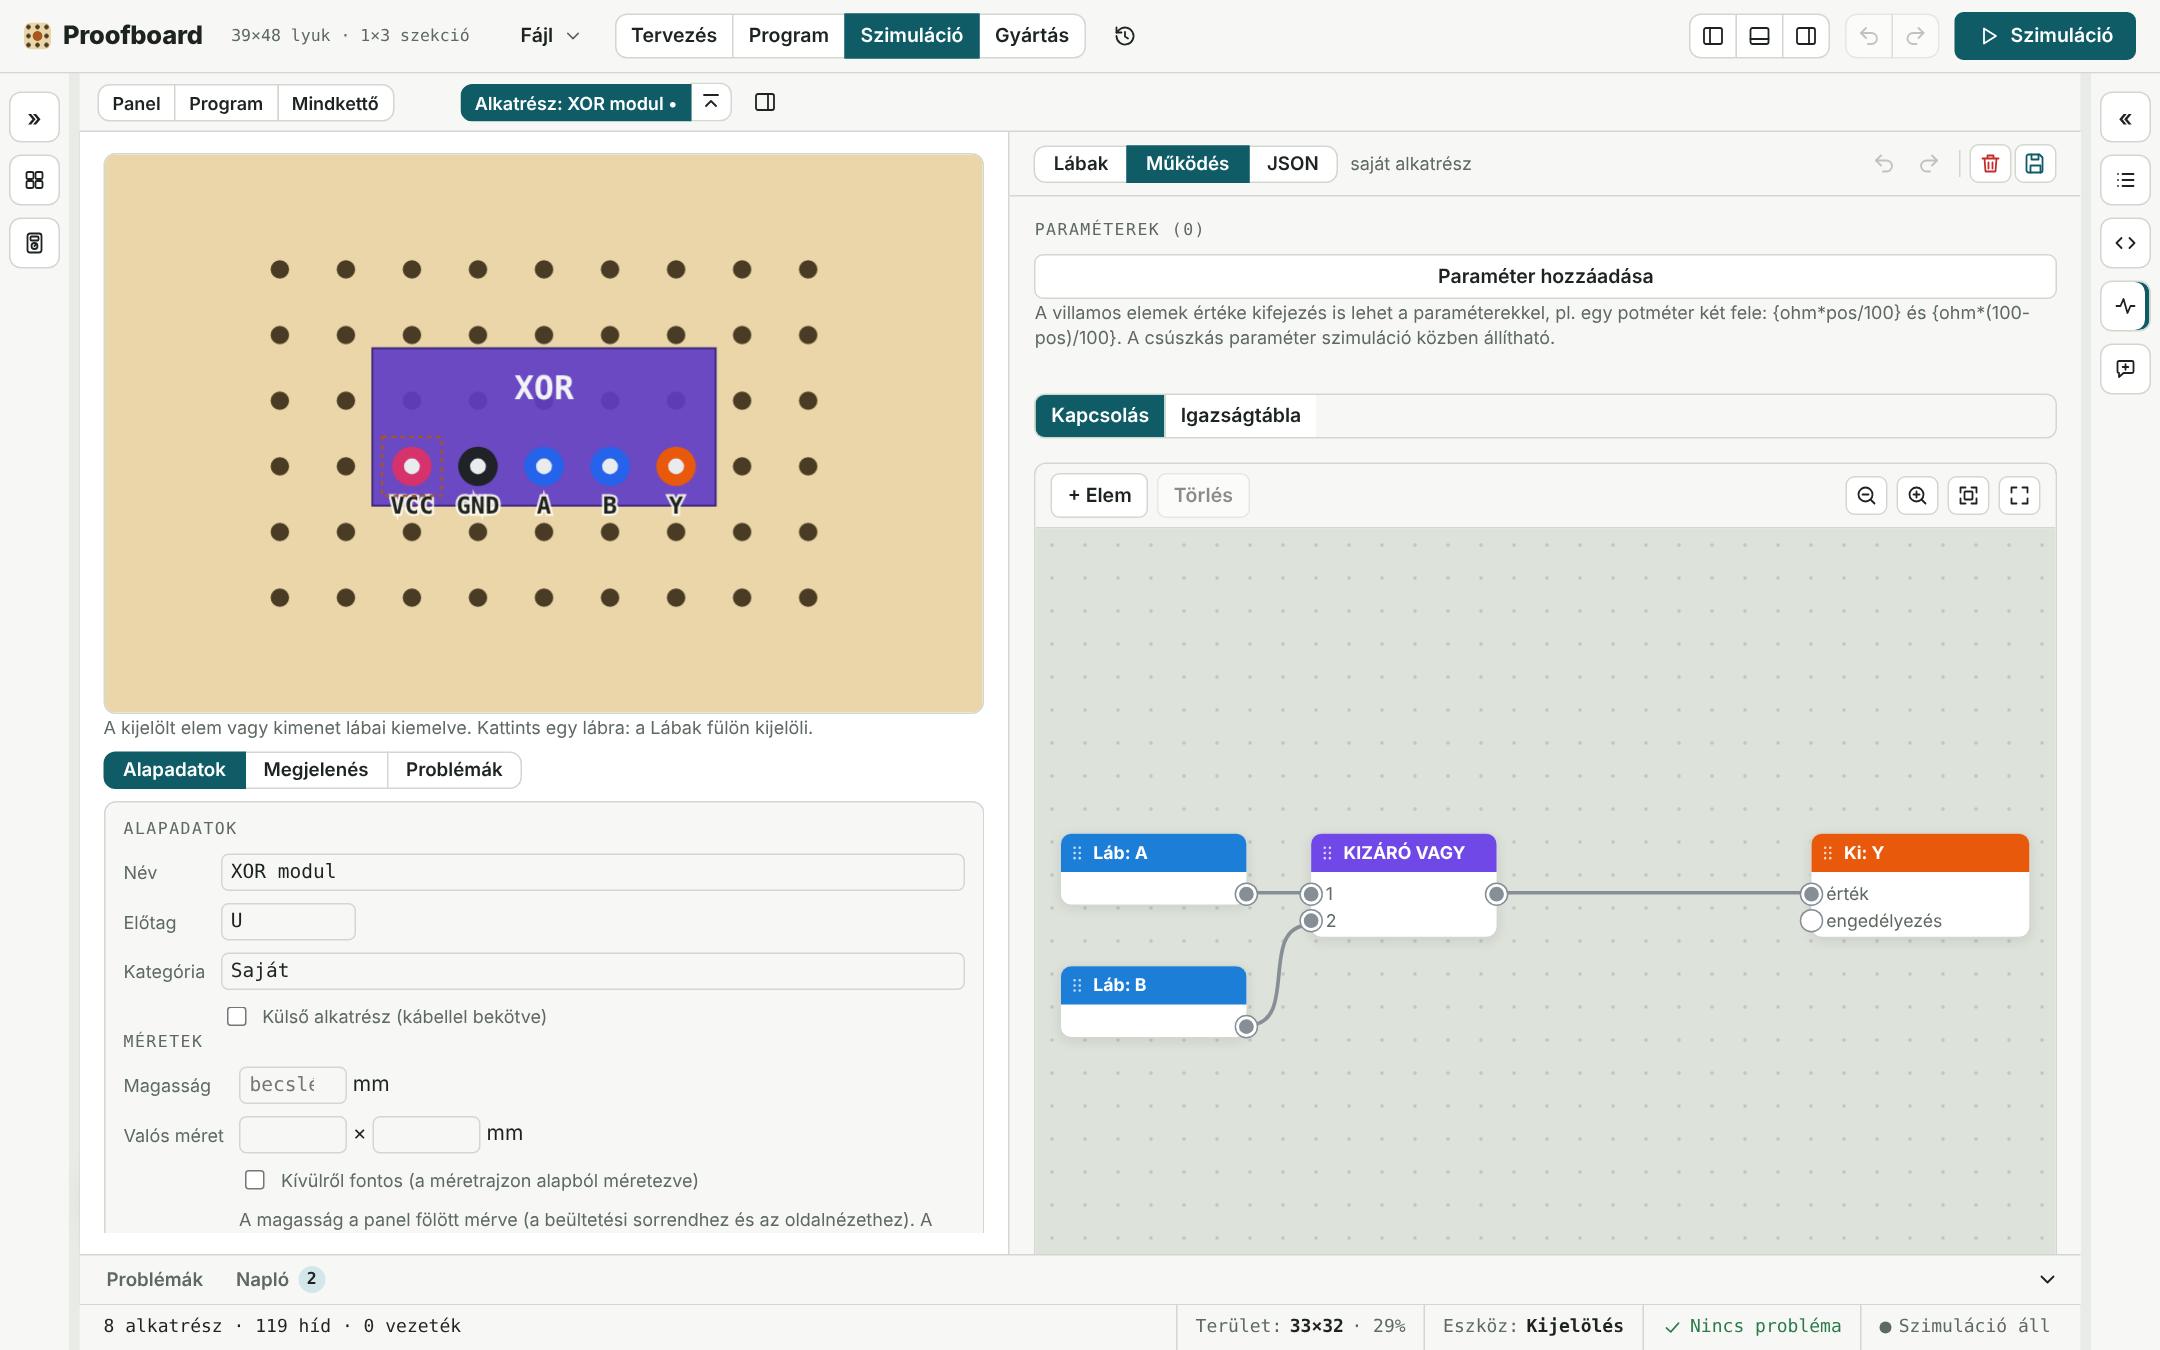 Proofboard 39×48 lyuk · 1×3 szekció Fájl Tervezés Program Szimuláció Gyártás Szimuláció
Panel Program Mindkettő Alkatrész: XOR modul •
XOR
VCC GND A B Y
A kijelölt elem vagy kimenet lábai kiemelve. Kattints egy lábra: a Lábak fülön kijelöli.
Alapadatok Megjelenés Problémák
ALAPADATOK
Név XOR modul
Előtag U
Kategória Saját
Külső alkatrész (kábellel bekötve)
MÉRETEK
Magasság mm
Valós méret × mm
Kívülről fontos (a méretrajzon alapból méretezve)
A magasság a panel fölött mérve (a beültetési sorrendhez és az oldalnézethez). A
Lábak Működés JSON saját alkatrész
PARAMÉTEREK (0)
Paraméter hozzáadása
A villamos elemek értéke kifejezés is lehet a paraméterekkel, pl. egy potméter két fele: {ohm*pos/100} és {ohm*(100-
pos)/100}. A csúszkás paraméter szimuláció közben állítható.
Kapcsolás Igazságtábla
+ Elem Törlés
Láb: A KIZÁRÓ VAGY Ki: Y
1 érték
2 engedélyezés
Láb: B
Problémák Napló 2
8 alkatrész · 119 híd · 0 vezeték Terület: 33×32 · 29% Eszköz: Kijelölés Nincs probléma Szimuláció áll